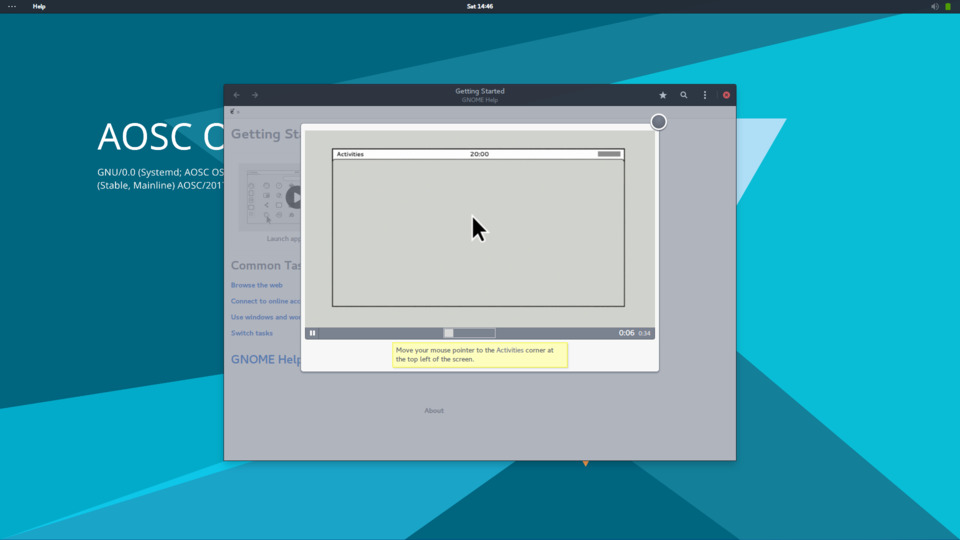 Help
Sat 14:46
Getting Started
GNOME Help
AOSC O
GNU/0.0 (Systemd; AOSC OS
(Stable, Mainline) AOSC/201
Getting St
Launch app
Common Tas
Browse the web
Connect to online acc
Use windows and wor
Switch tasks
GNOME Help
Activities
20:00
0:06 0:34
Move your mouse pointer to the Activities corner at
the top left of the screen.
About